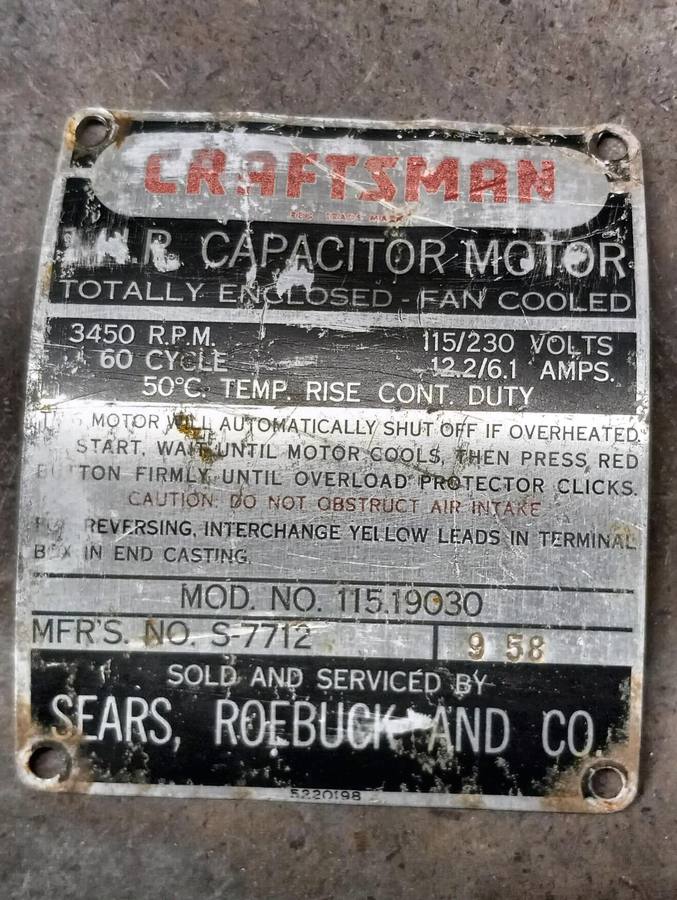 CRAFTSMAN
REG. TRADE MARK
H.P. CAPACITOR MOTOR
TOTALLY ENCLOSED - FAN COOLED
3450 R.P.M. 115/230 VOLTS
60 CYCLE 12.2/6.1 AMPS.
50°C. TEMP. RISE CONT. DUTY
MOTOR WILL AUTOMATICALLY SHUT OFF IF OVERHEATED.
START, WAIT UNTIL MOTOR COOLS, THEN PRESS RED
BUTTON FIRMLY UNTIL OVERLOAD PROTECTOR CLICKS.
CAUTION: DO NOT OBSTRUCT AIR INTAKE
FOR REVERSING, INTERCHANGE YELLOW LEADS IN TERMINAL
BOX IN END CASTING.
MOD. NO. 115.19030
MFR'S. NO. S-7712 9 58
SOLD AND SERVICED BY
SEARS, ROEBUCK AND CO.
5220198